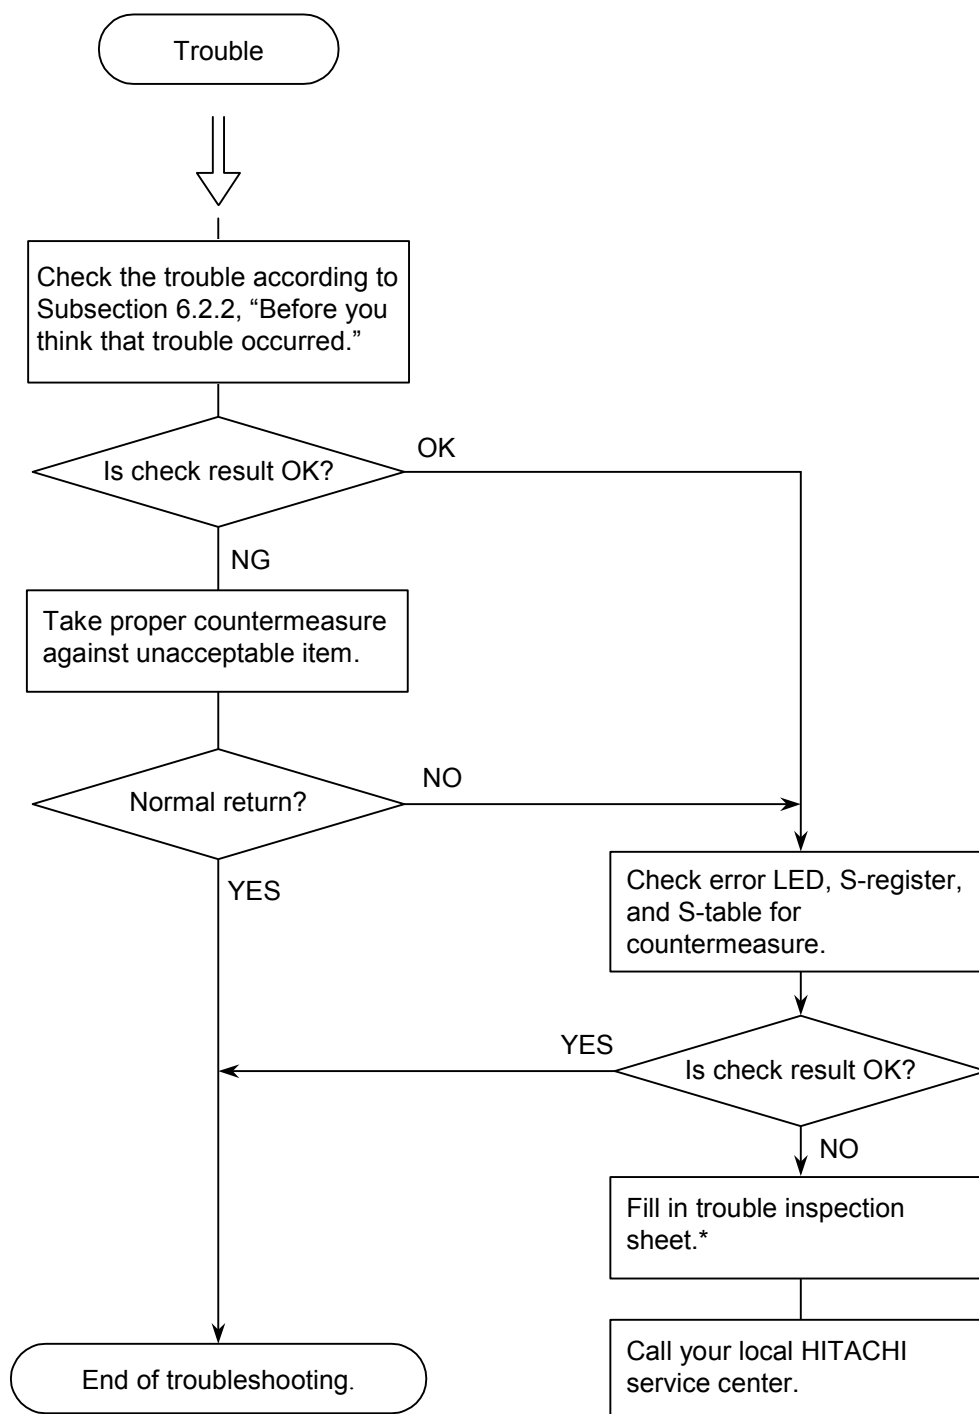 Trouble
Check the trouble according to
Subsection 6.2.2, “Before you
think that trouble occurred.”
Is check result OK?
OK
NG
Take proper countermeasure
against unacceptable item.
Normal return?
NO
YES
Check error LED, S-register,
and S-table for
countermeasure.
YES
Is check result OK?
NO
Fill in trouble inspection
sheet.*
Call your local HITACHI
service center.
End of troubleshooting.